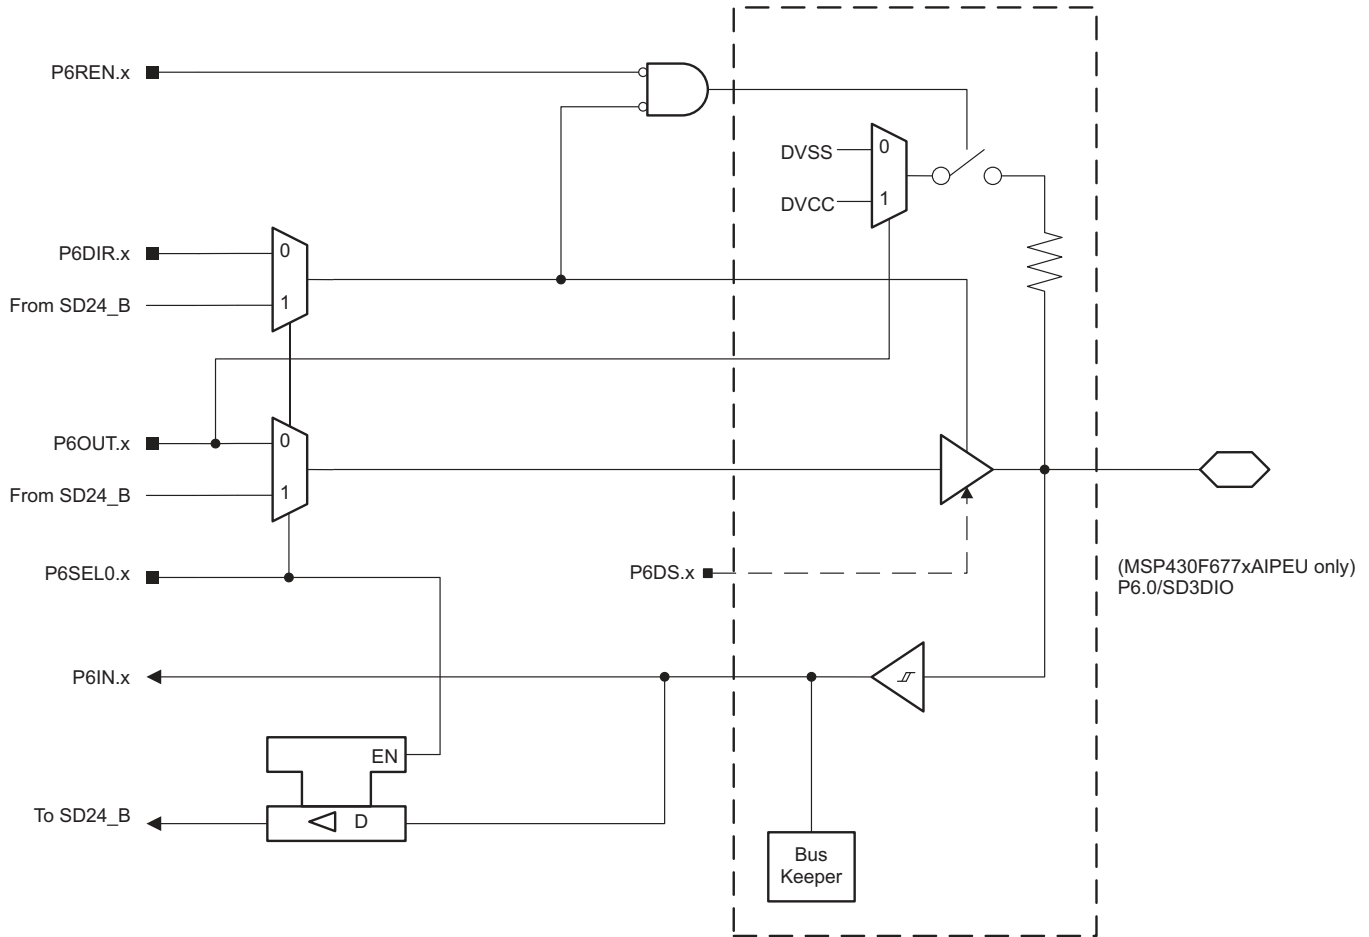 P6REN.x
DVSS
0
DVCC
1
P6DIR.x
0
From SD24_B
1
P6OUT.x
0
From SD24_B
1
P6SEL0.x
P6DS.x
(MSP430F677xAIPEU only)
P6.0/SD3DIO
P6IN.x
EN
To SD24_B
D
Bus
Keeper